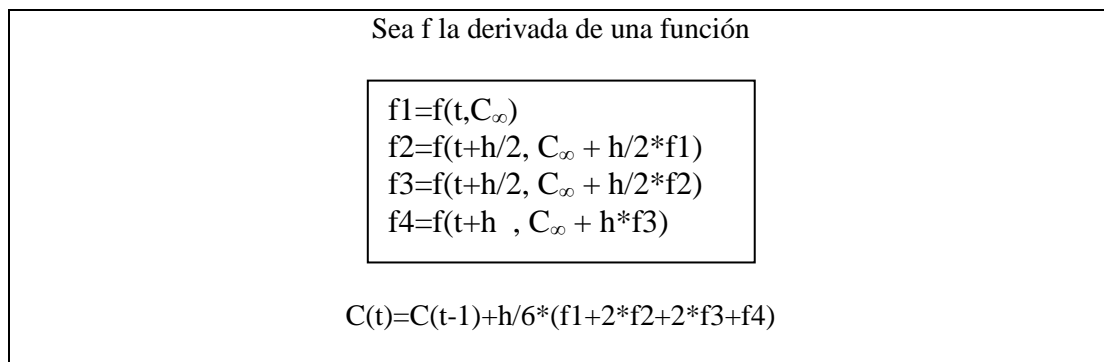 Sea f la derivada de una función
f1=f(t,C∞)
f2=f(t+h/2, C∞ + h/2*f1)
f3=f(t+h/2, C∞ + h/2*f2)
f4=f(t+h , C∞ + h*f3)
C(t)=C(t-1)+h/6*(f1+2*f2+2*f3+f4)